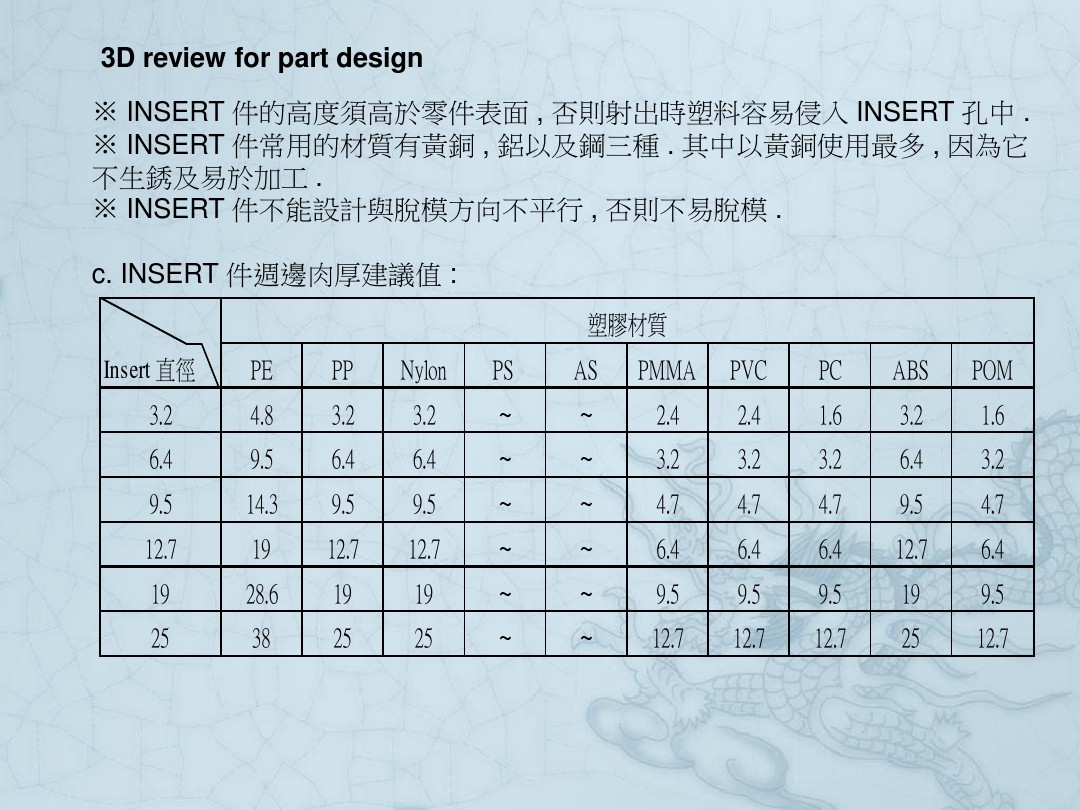 3D review for part design
※ INSERT 件的高度須高於零件表面 , 否則射出時塑料容易侵入 INSERT 孔中 .
※ INSERT 件常用的材質有黃銅 , 鋁以及鋼三種 . 其中以黃銅使用最多 , 因為它
不生銹及易於加工 .
※ INSERT 件不能設計與脫模方向不平行 , 否則不易脫模 .
c. INSERT 件週邊肉厚建議值 :
塑膠材質
Insert 直徑 PE PP Nylon PS AS PMMA PVC PC ABS POM
3.2 4.8 3.2 3.2 ~ ~ 2.4 2.4 1.6 3.2 1.6
6.4 9.5 6.4 6.4 ~ ~ 3.2 3.2 3.2 6.4 3.2
9.5 14.3 9.5 9.5 ~ ~ 4.7 4.7 4.7 9.5 4.7
12.7 19 12.7 12.7 ~ ~ 6.4 6.4 6.4 12.7 6.4
19 28.6 19 19 ~ ~ 9.5 9.5 9.5 19 9.5
25 38 25 25 ~ ~ 12.7 12.7 12.7 25 12.7